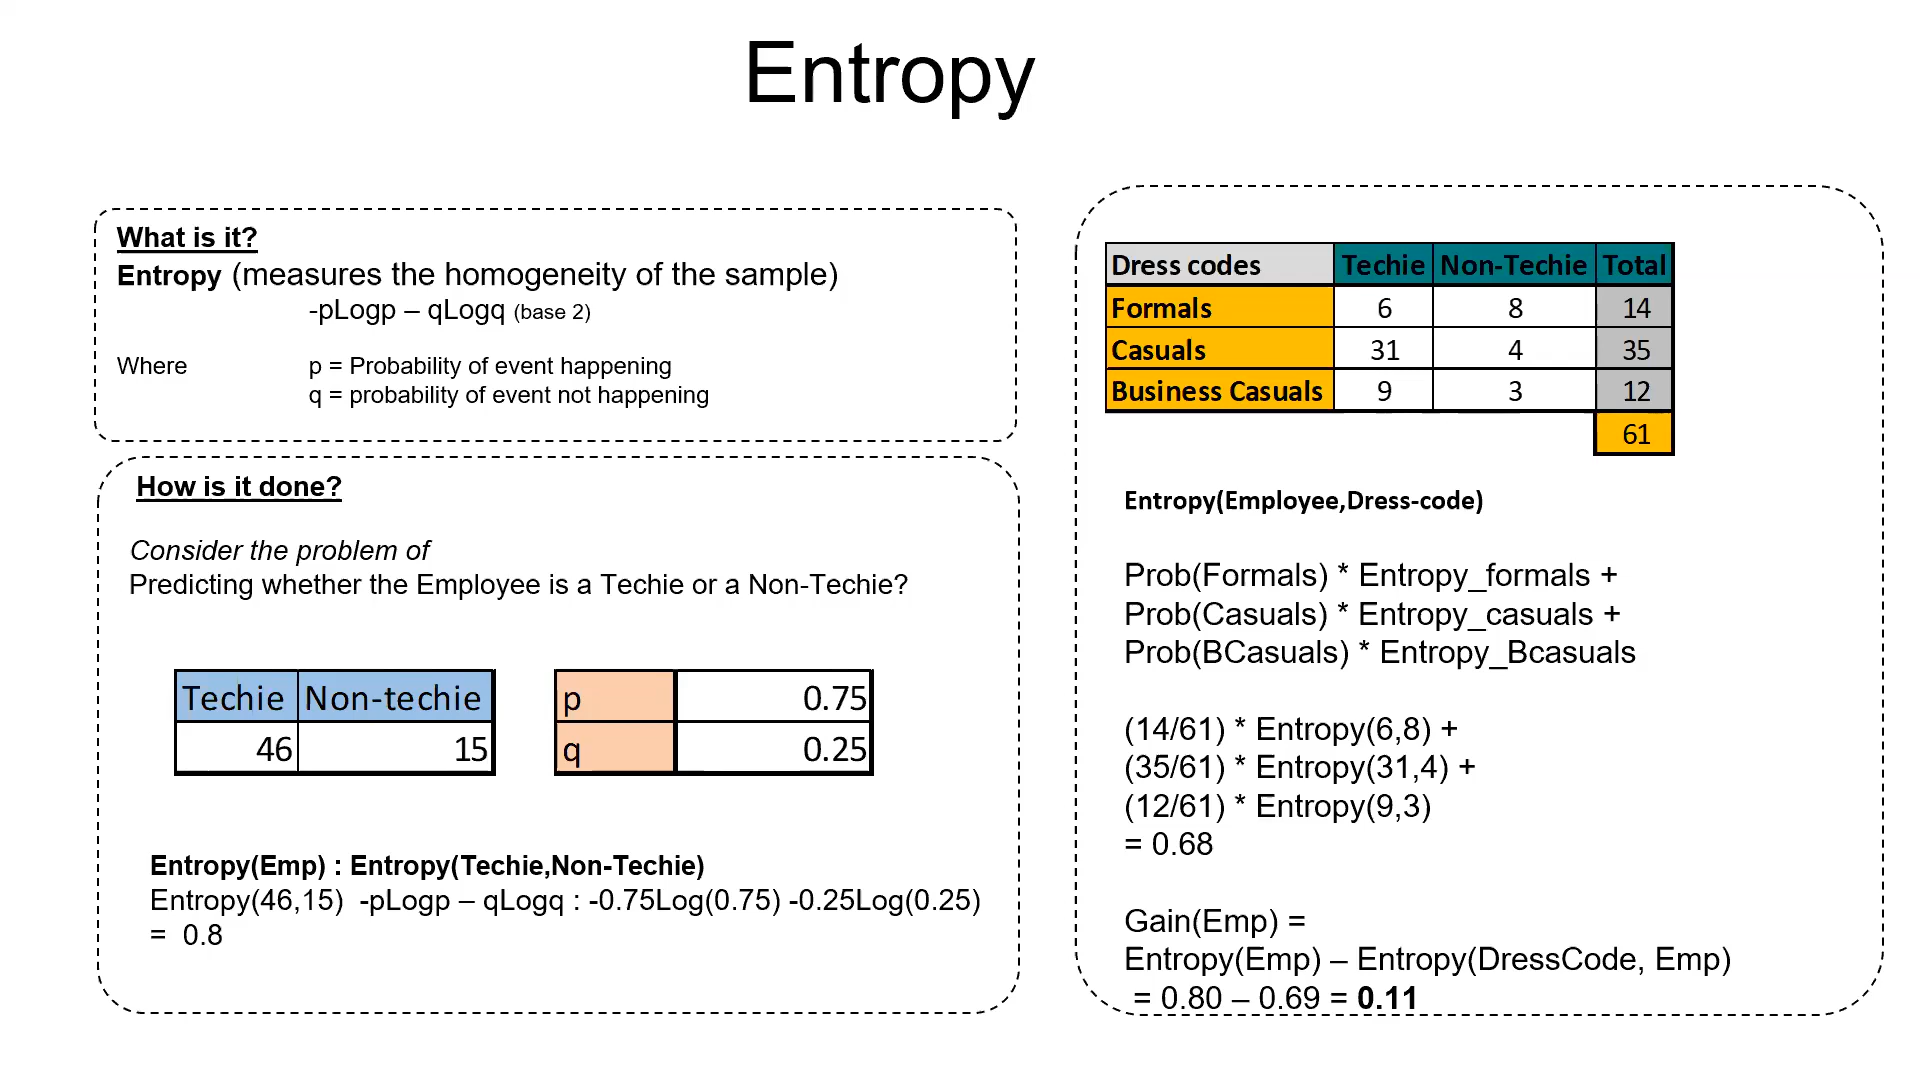 Entropy
What is it?
Entropy (measures the homogeneity of the sample)
-pLogp – qLogq (base 2)
Where p = Probability of event happening
q = probability of event not happening
How is it done?
Consider the problem of
Predicting whether the Employee is a Techie or a Non-Techie?
Techie Non-techie
46 15
p 0.75
q 0.25
Entropy(Emp) : Entropy(Techie,Non-Techie)
Entropy(46,15) -pLogp – qLogq : -0.75Log(0.75) -0.25Log(0.25)
= 0.8
Dress codes Techie Non-Techie Total
Formals 6 8 14
Casuals 31 4 35
Business Casuals 9 3 12
61
Entropy(Employee,Dress-code)
Prob(Formals) * Entropy_formals +
Prob(Casuals) * Entropy_casuals +
Prob(BCasuals) * Entropy_Bcasuals
(14/61) * Entropy(6,8) +
(35/61) * Entropy(31,4) +
(12/61) * Entropy(9,3)
= 0.68
Gain(Emp) =
Entropy(Emp) – Entropy(DressCode, Emp)
= 0.80 – 0.69 = 0.11